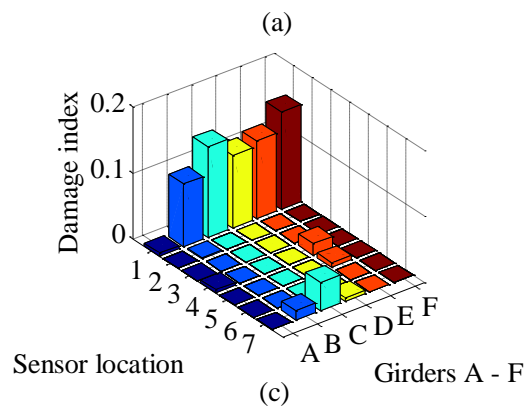 (a)
Damage index
0.2
0.1
0
1
2
3
4
5
6
7
A
B
C
D
E
F
Sensor location
Girders A - F
(c)